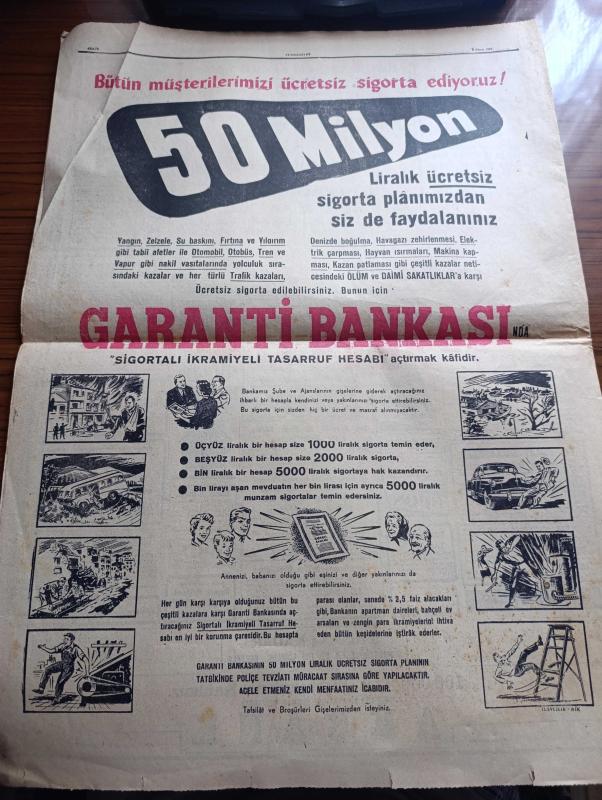 Bütün müşterilerimizi ücretsiz sigorta ediyoruz!
50 Milyon
Liralık ücretsiz
sigorta plânımızdan
siz de faydalanınız
Yangın, Zelzele, Su baskını, Fırtına ve Yıldırım
gibi tabii afetler ile Otomobil, Otobüs, Tren ve
Vapur gibi nakil vasıtalarında yolculuk sıra-
sındaki kazalar ve her türlü Trafik kazaları,
Denizde boğulma, Havagazı zehirlenmesi, Elek-
trik çarpması, Hayvan ısırmaları, Makina kap-
ması, Kazan patlaması gibi çeşitli kazalar neti-
cesindeki ÖLÜM ve DAİMİ SAKATLIKLAR'a karşı
Ücretsiz sigorta edilebilirsiniz. Bunun için
GARANTİ BANKASI NDA
"SİGORTALI İKRAMİYELİ TASARRUF HESABI" açtırmak kâfidir.
Bankamız Şube ve Ajanslarının gişelerine giderek açtıracağınız
ihbarlı bir hesapla kendinizi veya yakınlarınızı sigorta ettirebilirsiniz.
Bu sigorta için sizden hiç bir ücret ve masraf alınmıyacaktır.
ÜÇYÜZ liralık bir hesap size 1000 liralık sigorta temin eder,
BEŞYÜZ liralık bir hesap size 2000 liralık sigorta,
BİN liralık bir hesap 5000 liralık sigortaya hak kazandırır.
Bin lirayı aşan mevduatın her bin lirası için ayrıca 5000 liralık
munzam sigortalar temin edersiniz.
Annenizi, babanızı olduğu gibi eşinizi ve diğer yakınlarınızı da
sigorta ettirebilirsiniz.
Her gün karşı karşıya olduğunuz bütün bu
çeşitli kazalara karşı Garanti Bankasında aç-
tıracağınız Sigortalı İkramiyeli Tasarruf He-
sabı en iyi bir korunma çaresidir. Bu hesapta
parası olanlar, senede % 2,5 faiz alacakları
gibi, Bankanın apartman daireleri, bahçeli ev
arsaları ve zengin para ikramiyelerini ihtiva
eden bütün keşidelerine iştirâk ederler.
GARANTİ BANKASININ 50 MİLYON LİRALIK ÜCRETSİZ SİGORTA PLANININ
TATBİKİNDE POLİÇE TEVZİATI MÜRACAAT SIRASINA GÖRE YAPILACAKTIR.
ACELE ETMENİZ KENDİ MENFAATINIZ İCABIDIR.
Tafsilât ve Broşürleri Gişelerimizden isteyiniz.